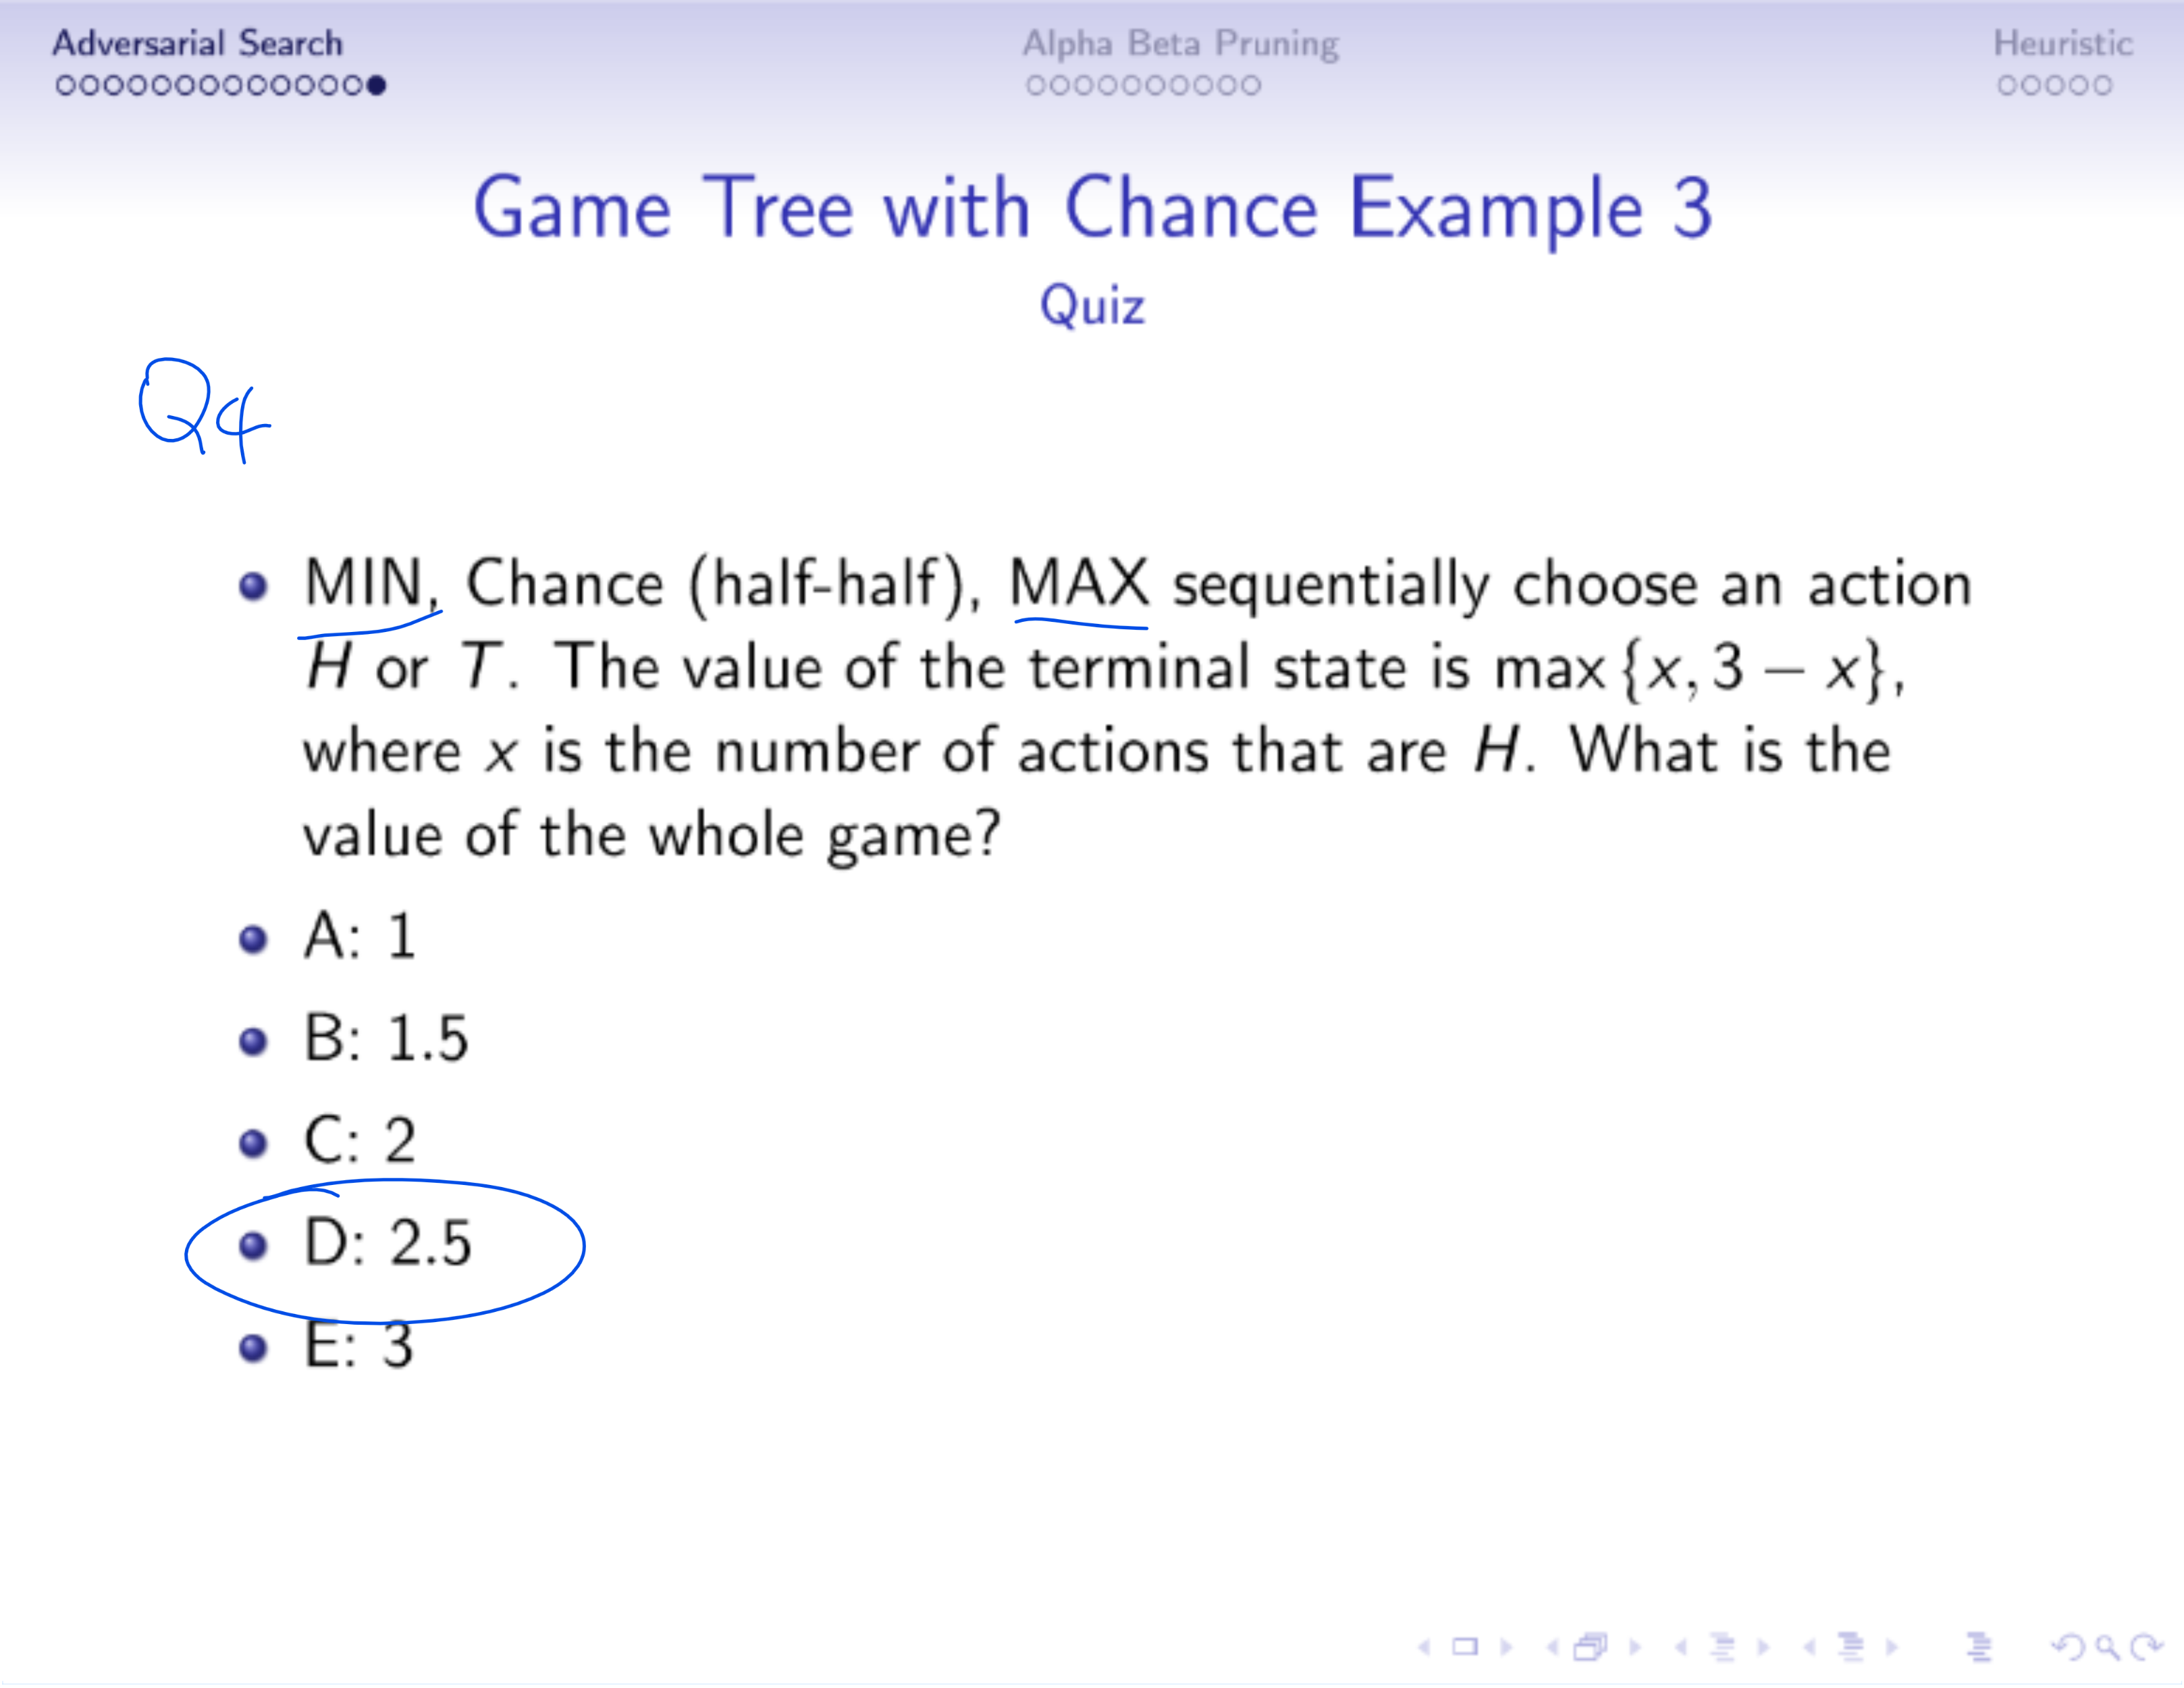 Adversarial Search
Alpha Beta Pruning
Heuristic
Game Tree with Chance Example 3
Quiz
Q4
MIN, Chance (half-half), MAX sequentially choose an action
H or T. The value of the terminal state is max {x, 3 − x},
where x is the number of actions that are H. What is the
value of the whole game?
A: 1
B: 1.5
C: 2
D: 2.5
E: 3